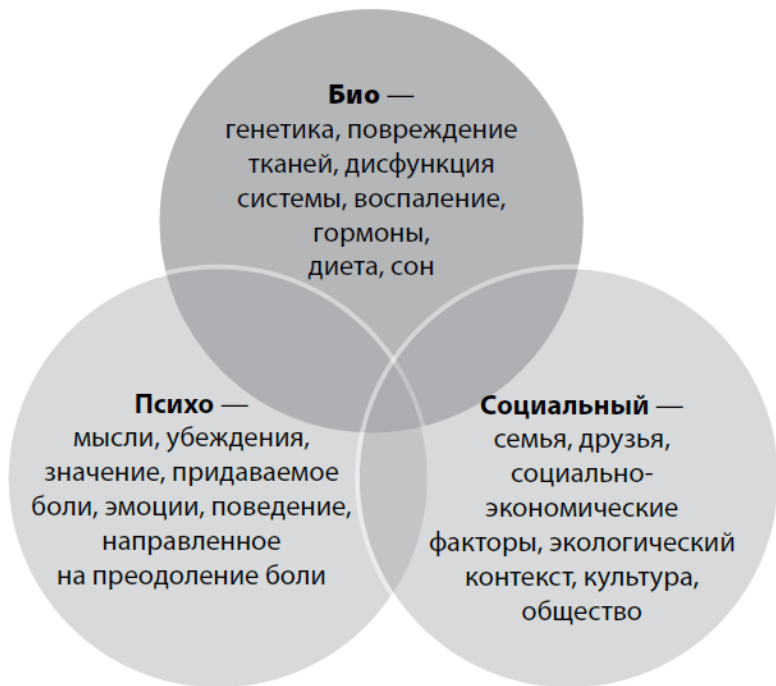 Био —
генетика, повреждение
тканей, дисфункция
системы, воспаление,
гормоны,
диета, сон
Психо —
мысли, убеждения,
значение, придаваемое
боли, эмоции, поведение,
направленное
на преодоление боли
Социальный —
семья, друзья,
социально-
экономические
факторы, экологический
контекст, культура,
общество